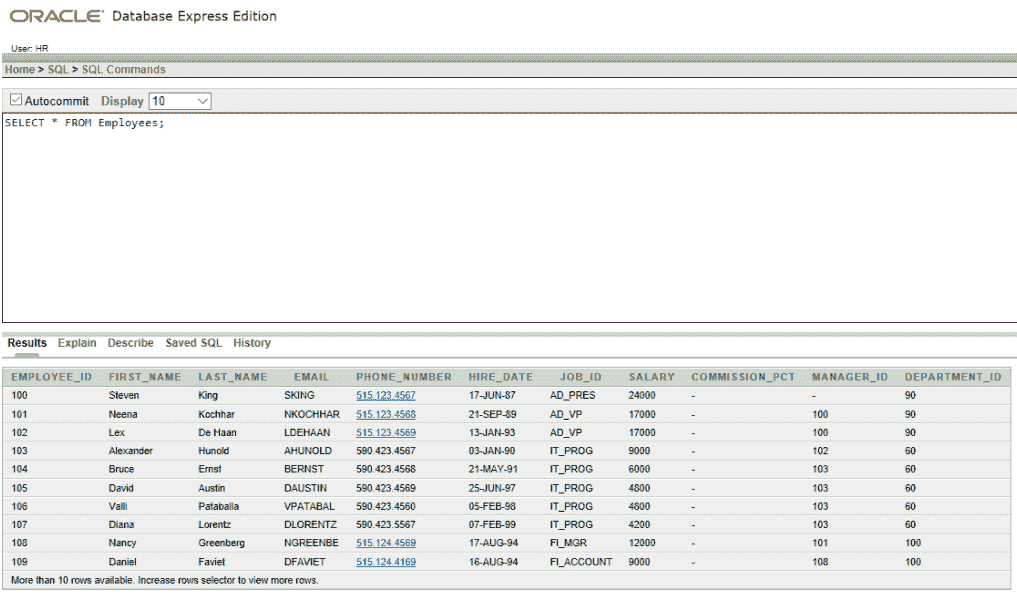 ORACLE Database Express Edition
User: HR
Home > SQL > SQL Commands
Autocommit Display 10
SELECT * FROM Employees;
Results Explain Describe Saved SQL History
EMPLOYEE_ID FIRST_NAME LAST_NAME EMAIL PHONE_NUMBER HIRE_DATE JOB_ID SALARY COMMISSION_PCT MANAGER_ID DEPARTMENT_ID
100 Steven King SKING 515.123.4567 17-JUN-87 AD_PRES 24000 - - 90
101 Neena Kochhar NKOCHHAR 515.123.4568 21-SEP-89 AD_VP 17000 - 100 90
102 Lex De Haan LDEHAAN 515.123.4569 13-JAN-93 AD_VP 17000 - 100 90
103 Alexander Hunold AHUNOLD 590.423.4567 03-JAN-90 IT_PROG 9000 - 102 60
104 Bruce Ernst BERNST 590.423.4568 21-MAY-91 IT_PROG 6000 - 103 60
105 David Austin DAUSTIN 590.423.4569 25-JUN-97 IT_PROG 4800 - 103 60
106 Valli Pataballa VPATABAL 590.423.4560 05-FEB-98 IT_PROG 4800 - 103 60
107 Diana Lorentz DLORENTZ 590.423.5567 07-FEB-99 IT_PROG 4200 - 103 60
108 Nancy Greenberg NGREENBE 515.124.4569 17-AUG-94 FI_MGR 12000 - 101 100
109 Daniel Faviet DFAVIET 515.124.4169 16-AUG-94 FI_ACCOUNT 9000 - 108 100
More than 10 rows available. Increase rows selector to view more rows.